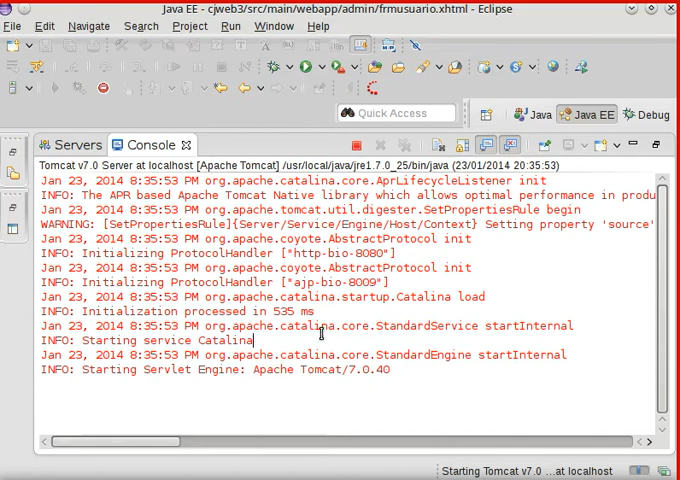 Java EE - cjweb3/src/main/webapp/admin/frmusuario.xhtml - Eclipse
File Edit Navigate Search Project Run Window Help
Quick Access
Java
Java EE
Debug
Servers Console
Tomcat v7.0 Server at localhost [Apache Tomcat] /usr/local/java/jre1.7.0_25/bin/java (23/01/2014 20:35:53)
Jan 23, 2014 8:35:53 PM org.apache.catalina.core.AprLifecycleListener init
INFO: The APR based Apache Tomcat Native library which allows optimal performance in produ
Jan 23, 2014 8:35:53 PM org.apache.tomcat.util.digester.SetPropertiesRule begin
WARNING: [SetPropertiesRule]{Server/Service/Engine/Host/Context} Setting property 'source'
Jan 23, 2014 8:35:53 PM org.apache.coyote.AbstractProtocol init
INFO: Initializing ProtocolHandler ["http-bio-8080"]
Jan 23, 2014 8:35:53 PM org.apache.coyote.AbstractProtocol init
INFO: Initializing ProtocolHandler ["ajp-bio-8009"]
Jan 23, 2014 8:35:53 PM org.apache.catalina.startup.Catalina load
INFO: Initialization processed in 535 ms
Jan 23, 2014 8:35:53 PM org.apache.catalina.core.StandardService startInternal
INFO: Starting service Catalina
Jan 23, 2014 8:35:53 PM org.apache.catalina.core.StandardEngine startInternal
INFO: Starting Servlet Engine: Apache Tomcat/7.0.40
Starting Tomcat v7.0 ...at localhost